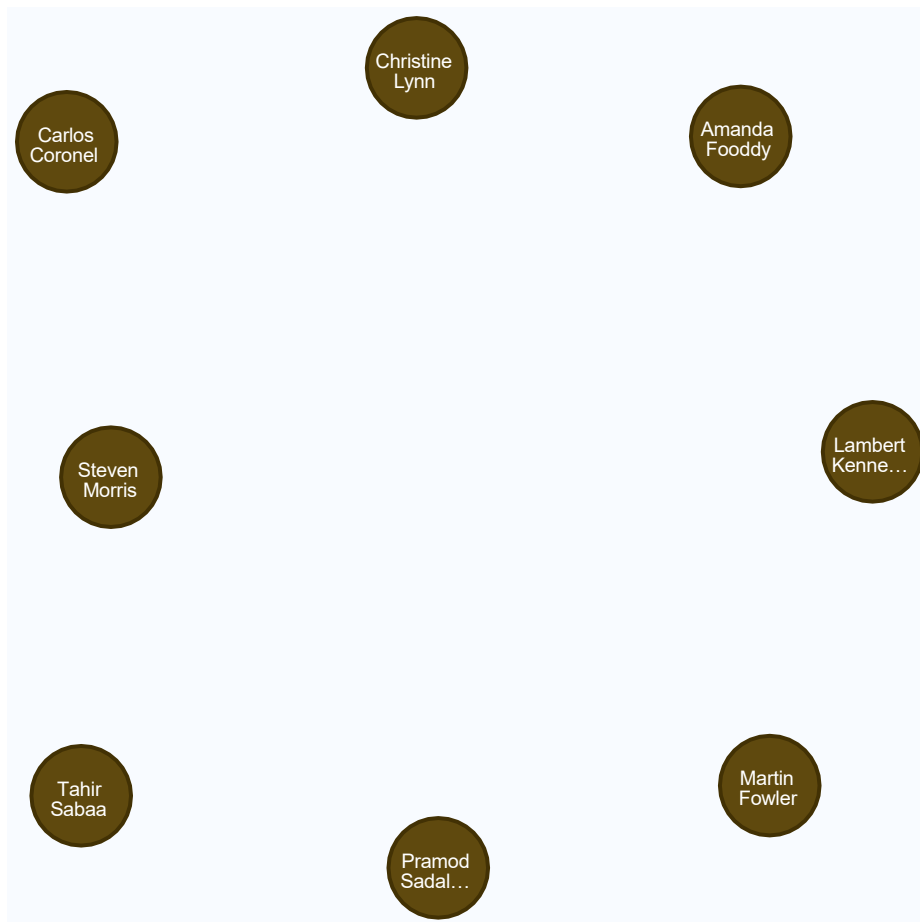 Christine
Lynn
Carlos
Coronel
Amanda
Fooddy
Lambert
Kenne…
Steven
Morris
Tahir
Sabaa
Martin
Fowler
Pramod
Sadal…